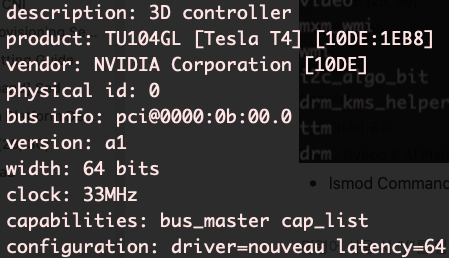 description: 3D controller
product: TU104GL [Tesla T4] [10DE:1EB8]
vendor: NVIDIA Corporation [10DE]
physical id: 0
bus info: pci@0000:0b:00.0
version: a1
width: 64 bits
clock: 33MHz
capabilities: bus_master cap_list
configuration: driver=nouveau latency=64
video
mxm_wmi
i2c_algo_bit
drm_kms_helper
ttm
drm
lsmod Command